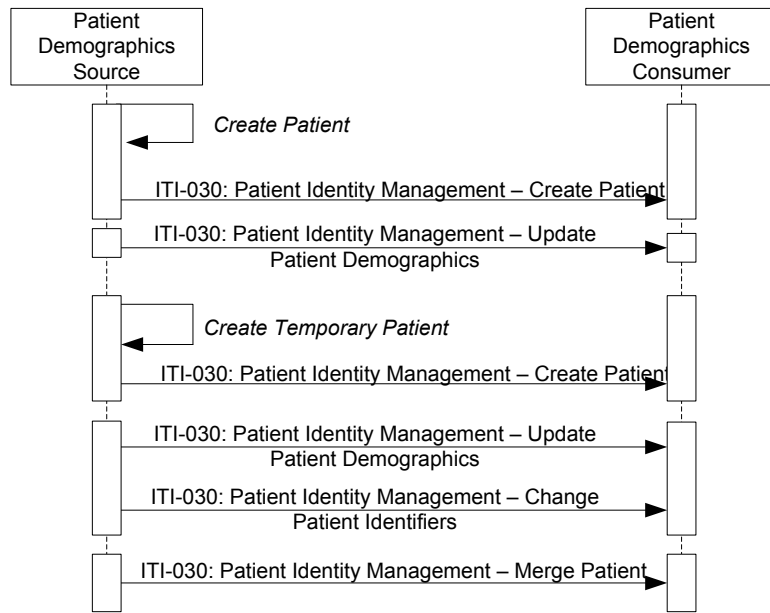 Patient
Demographics
Source
Patient
Demographics
Consumer
Create Patient
ITI-030: Patient Identity Management – Create Patient
ITI-030: Patient Identity Management – Update
Patient Demographics
Create Temporary Patient
ITI-030: Patient Identity Management – Create Patient
ITI-030: Patient Identity Management – Update
Patient Demographics
ITI-030: Patient Identity Management – Change
Patient Identifiers
ITI-030: Patient Identity Management – Merge Patient